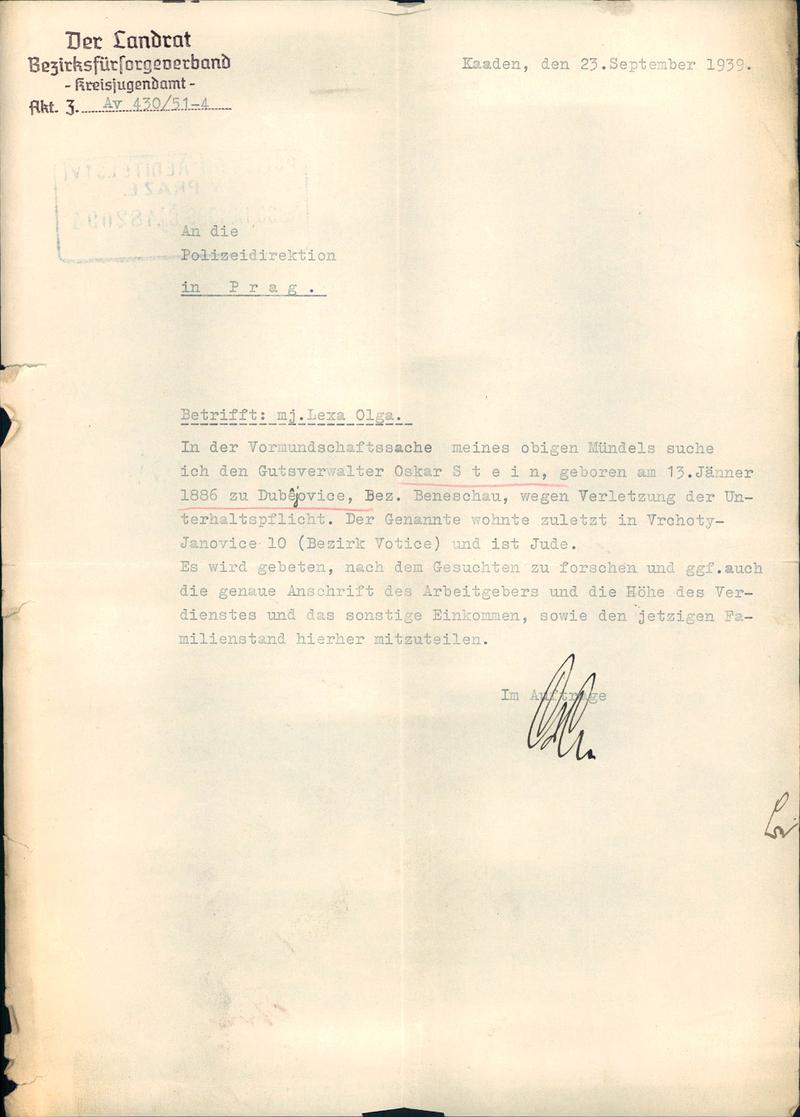 Der Landrat
Bezirksfürsorgeverband
- Kreisjugendamt -
Akt. Z. Av 430/51-4
Kaaden, den 23.September 1939.
An die
Polizeidirektion
in Prag.
Betrifft: mj.Lexa Olga.
In der Vormundschaftssache meines obigen Mündels suche
ich den Gutsverwalter Oskar S t e i n, geboren am 13.Jänner
1886 zu Dubějovice, Bez. Beneschau, wegen Verletzung der Un-
terhaltspflicht. Der Genannte wohnte zuletzt in Vrchoty-
Janovice 10 (Bezirk Votice) und ist Jude.
Es wird gebeten, nach dem Gesuchten zu forschen und ggf.auch
die genaue Anschrift des Arbeitgebers und die Höhe des Ver-
dienstes und das sonstige Einkommen, sowie den jetzigen Fa-
milienstand hierher mitzuteilen.
Im Auftrage